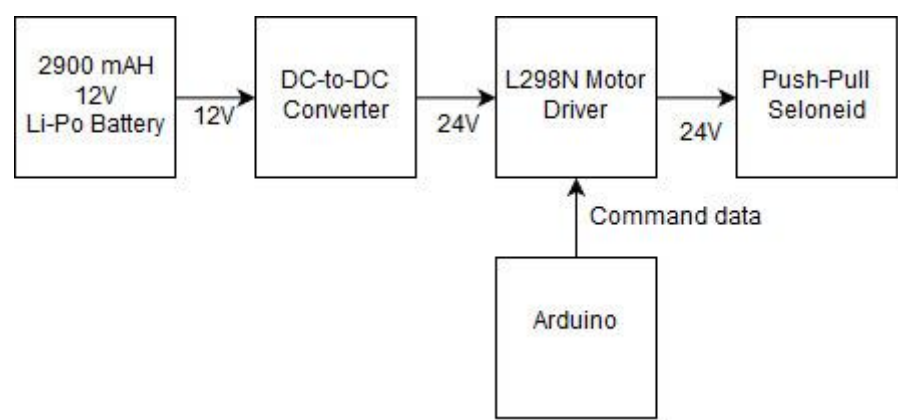 2900 mAH
12V
Li-Po Battery
12V
DC-to-DC
Converter
24V
L298N Motor
Driver
24V
Push-Pull
Seloneid
Command data
Arduino